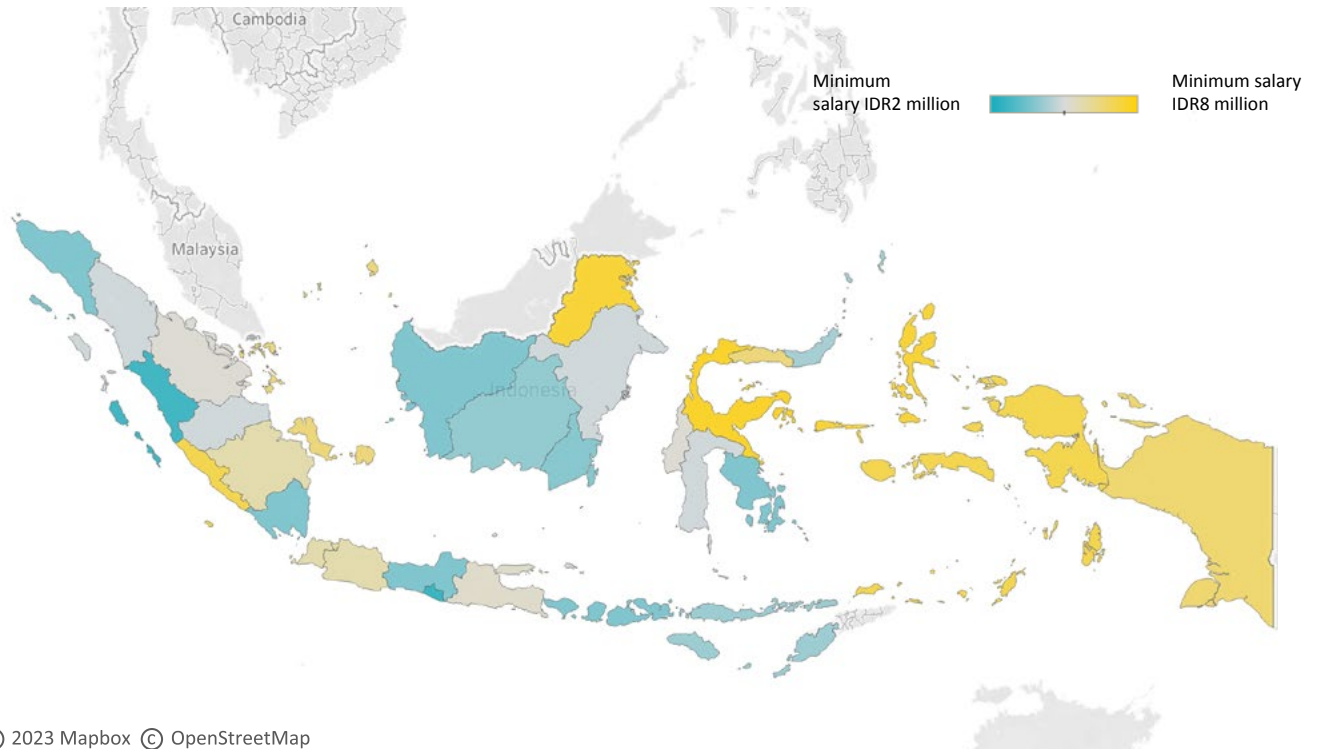 Cambodia
Minimum
salary IDR2 million
Minimum salary
IDR8 million
Malaysia
Indonesia
© 2023 Mapbox © OpenStreetMap